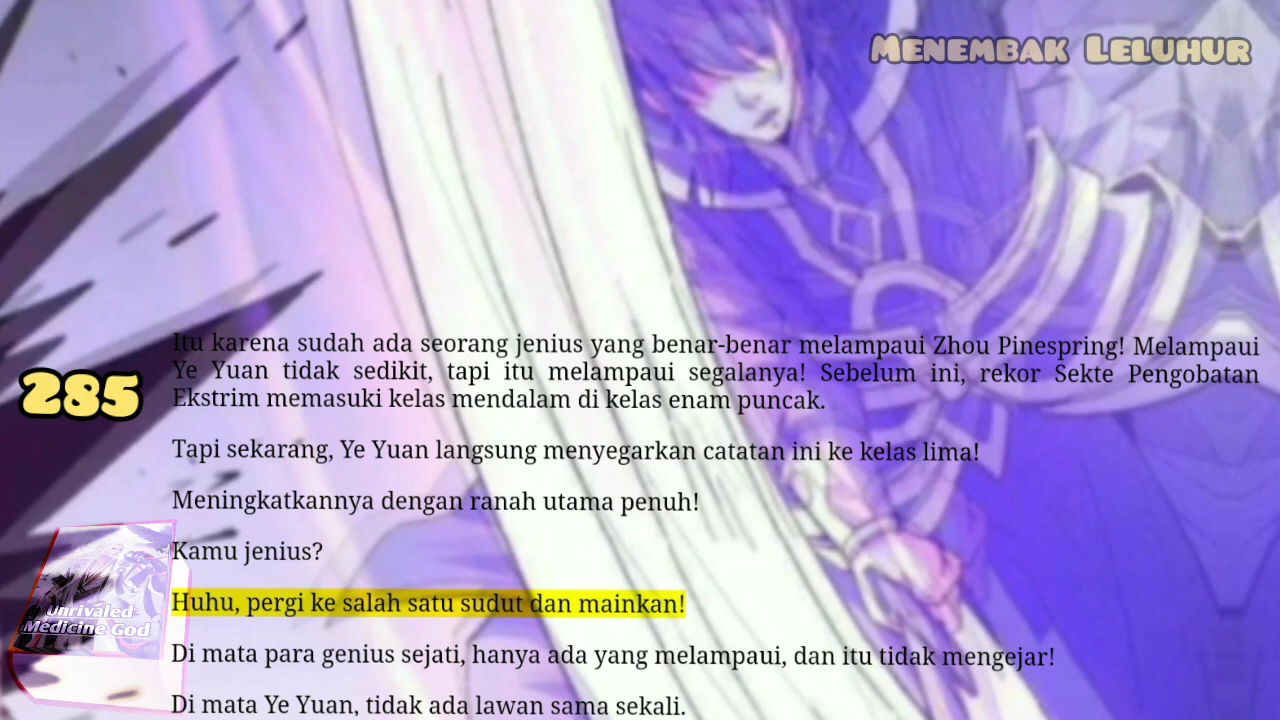 Menembak Leluhur
Itu karena sudah ada seorang jenius yang benar-benar melampaui Zhou Pinespring! Melampaui
Ye Yuan tidak sedikit, tapi itu melampaui segalanya! Sebelum ini, rekor Sekte Pengobatan
Ekstrim memasuki kelas mendalam di kelas enam puncak.
285
Tapi sekarang, Ye Yuan langsung menyegarkan catatan ini ke kelas lima!
Meningkatkannya dengan ranah utama penuh!
Kamu jenius?
Huhu, pergi ke salah satu sudut dan mainkan!
Unrivaled
Medicine God
Di mata para genius sejati, hanya ada yang melampaui, dan itu tidak mengejar!
Di mata Ye Yuan, tidak ada lawan sama sekali.